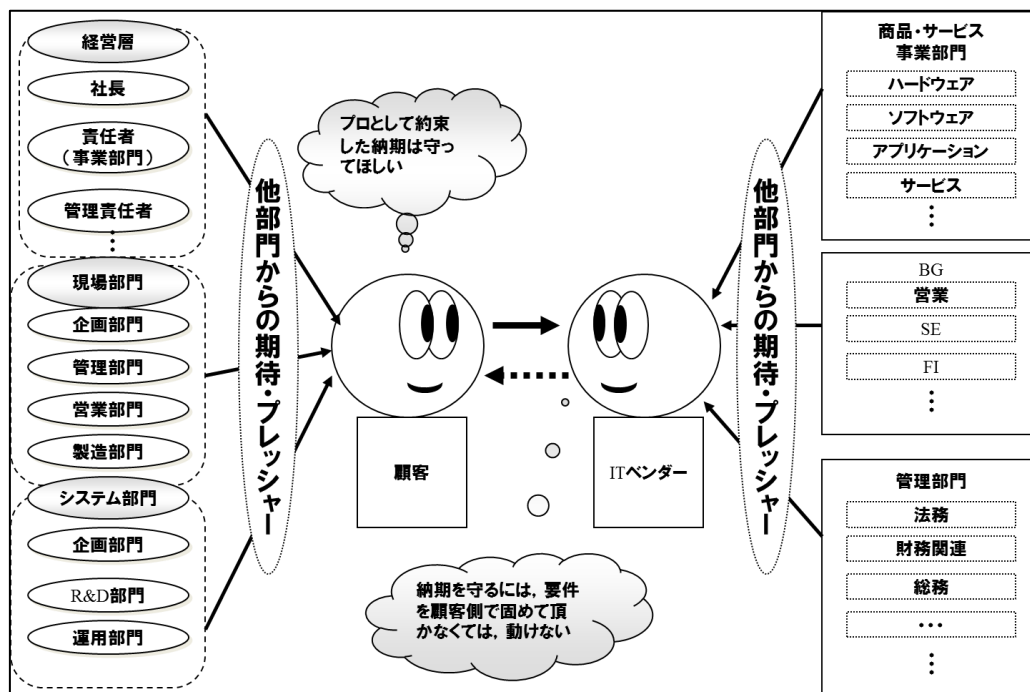 経営層
社長
責任者
(事業部門)
管理責任者
⋮
現場部門
企画部門
管理部門
営業部門
製造部門
システム部門
企画部門
R&D部門
運用部門
他部門からの期待・プレッシャー
プロとして約束
した納期は守っ
てほしい
顧客
ITベンダー
納期を守るには，要件
を顧客側で固めて頂
かなくては，動けない
他部門からの期待・プレッシャー
商品・サービス
事業部門
ハードウェア
ソフトウェア
アプリケーション
サービス
⋮
BG
営業
SE
FI
⋮
管理部門
法務
財務関連
総務
…
⋮